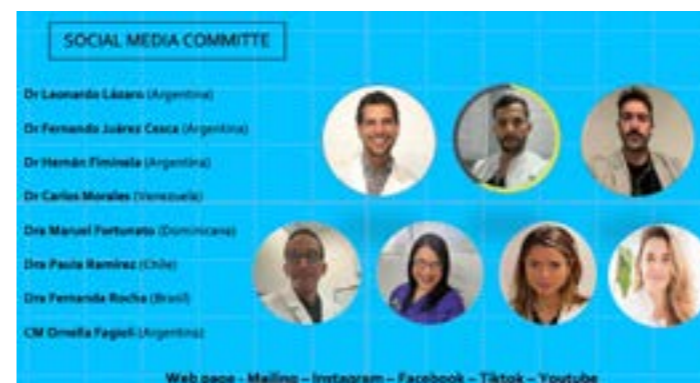 SOCIAL MEDIA COMMITTE
Dr Leonardo Lázaro (Argentina)
Dr Fernando Juárez Cosca (Argentina)
Dr Hernán Fiminela (Argentina)
Dr Carlos Morales (Venezuela)
Dra Maruel Fortunato (Dominicana)
Dra Paula Ramirez (Chile)
Dra Fernanda Rocha (Brasil)
CM Ornella Fagioli (Argentina)
Web page - Mailing – Instagram – Facebook – Tiktok – Youtube